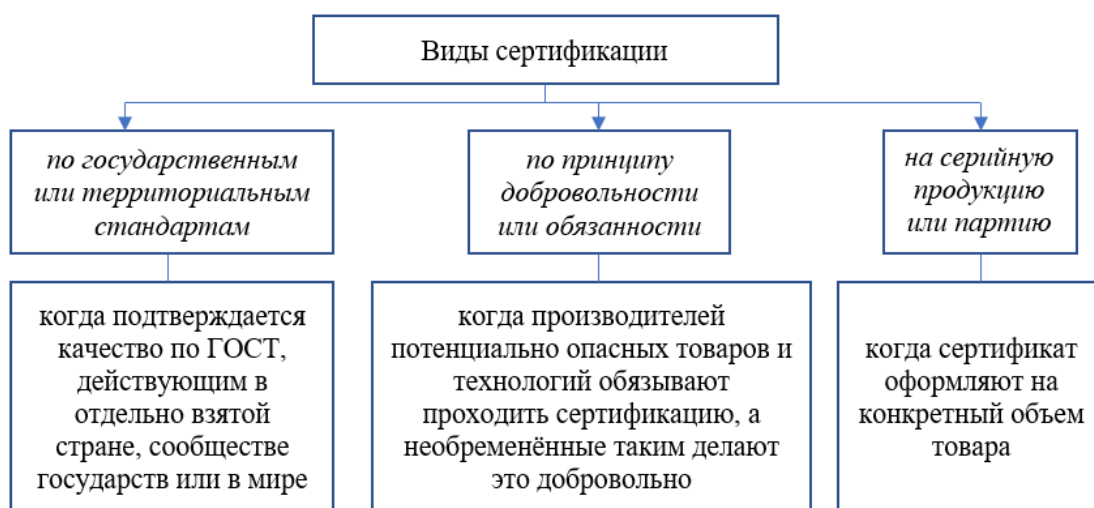 Виды сертификации
по государственным
или территориальным
стандартам
по принципу
добровольности
или обязанности
на серийную
продукцию
или партию
когда подтверждается
качество по ГОСТ,
действующим в
отдельно взятой
стране, сообществе
государств или в мире
когда производителей
потенциально опасных товаров и
технологий обязывают
проходить сертификацию, а
необременённые таким делают
это добровольно
когда сертификат
оформляют на
конкретный объем
товара